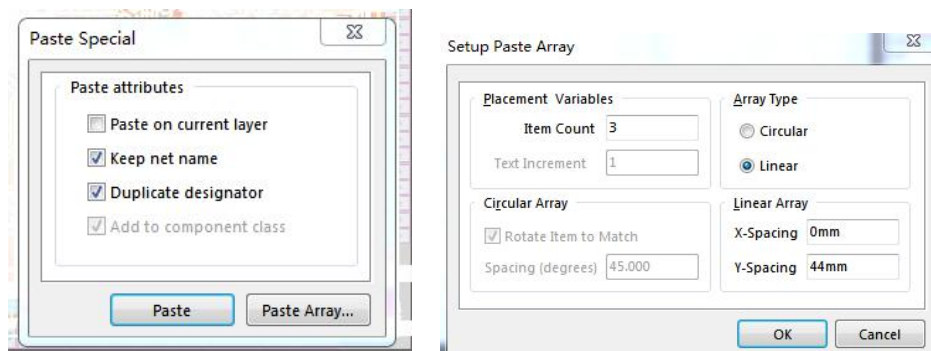 Paste Special
Paste attributes
Paste on current layer
Keep net name
Duplicate designator
Add to component class
Paste
Paste Array...
Setup Paste Array
Placement Variables
Item Count 3
Text Increment 1
Array Type
Circular
Linear
Circular Array
Rotate Item to Match
Spacing (degrees) 45.000
Linear Array
X-Spacing 0mm
Y-Spacing 44mm
OK
Cancel